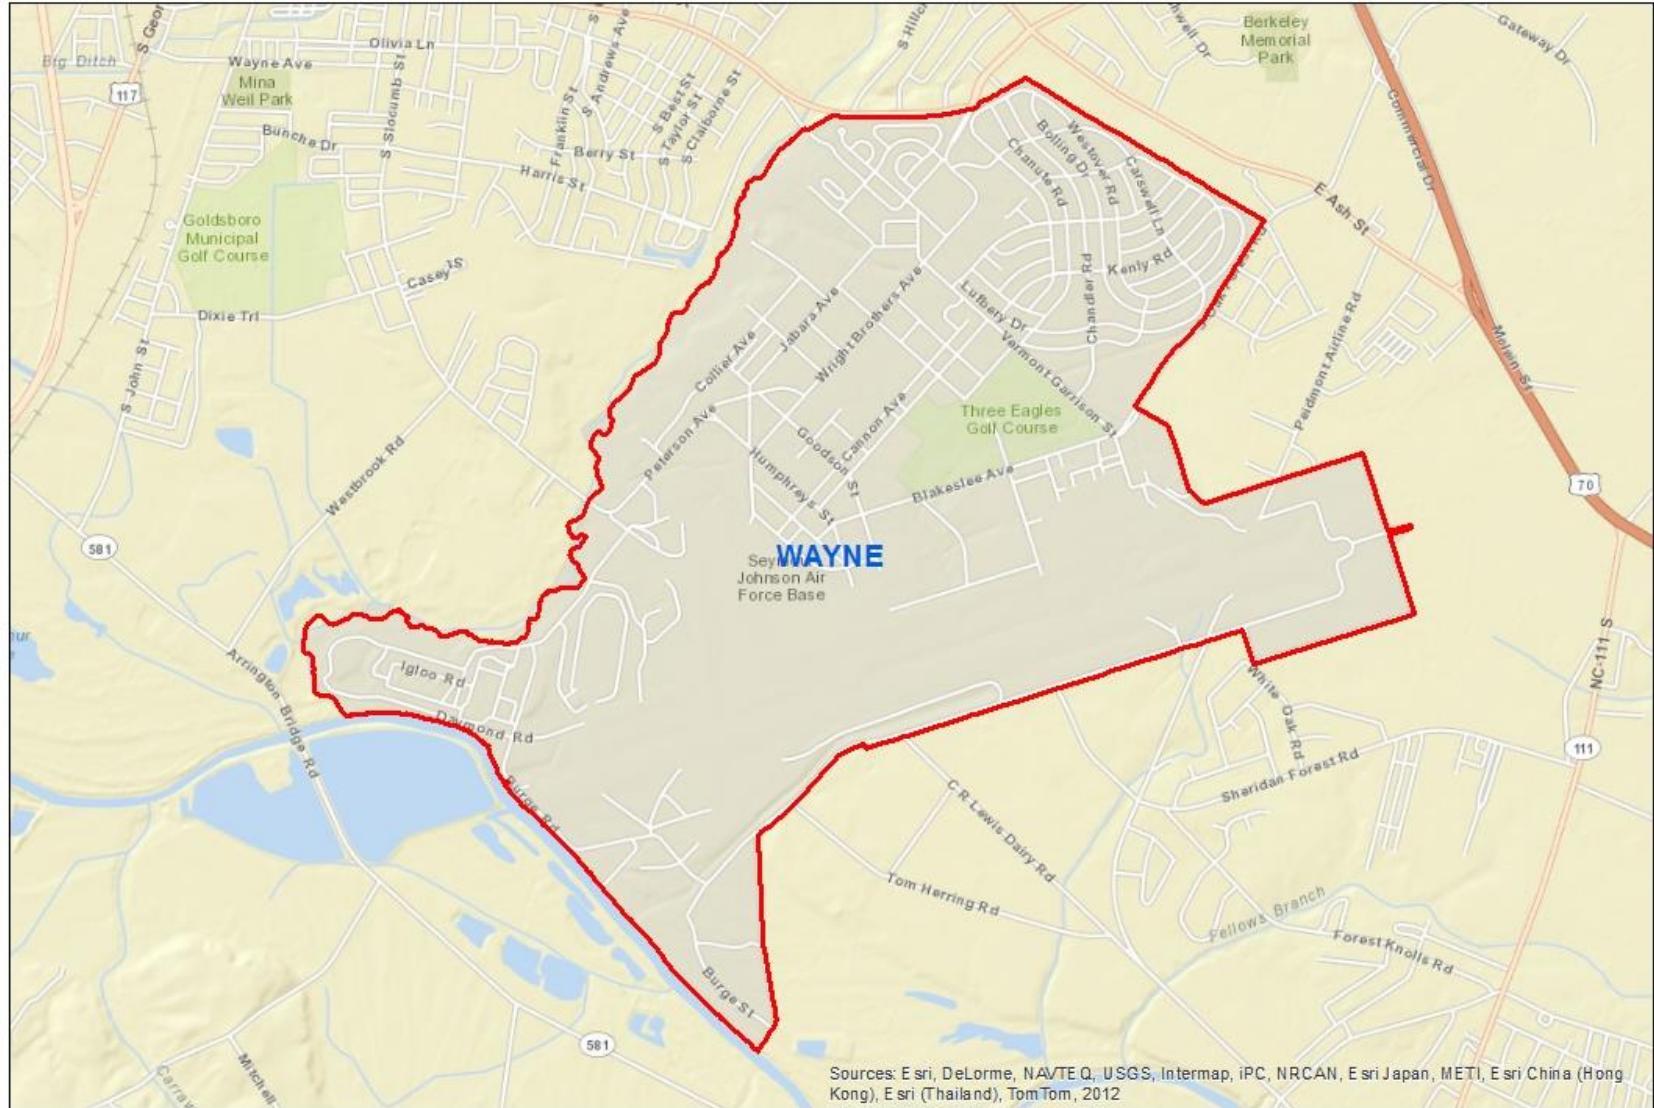 S Geor
Big Ditch
117
Olivia Ln
Wayne Ave
Mina
Weil Park
S Slocumb St
Bunche Dr
Franklin St
S Andrews Ave
S Best St
S Taylor St
S Claiborne St
Berry St
Harris St
Goldsboro
Municipal
Golf Course
Casey St
Dixie Trl
S John St
Westbrook Rd
581
Arrington Bridge Rd
Berkeley
Memorial
Park
Gateway Dr
Commercial Dr
E Ash St
Westover Rd
Bolling Dr
Chanute Rd
Carswell Ln
Kenly Rd
Chandler Rd
Lufbery Dr
Vermont Garrison St
Jabara Ave
Wright Brothers Ave
Collier Ave
Peterson Ave
Goodson St
Cannon Ave
Humphreys St
Three Eagles
Golf Course
Blakeslee Ave
Peidmont Airline Rd
Melwin St
70
WAYNE
Johnson Air
Force Base
Igloo Rd
Daymond Rd
Burge Rd
Burge St
White Oak Rd
Sheridan Forest Rd
NC-111 S
111
C R Lewis Dairy Rd
Tom Herring Rd
Fellows Branch
Forest Knolls Rd
581
Mitchell
Sources: Esri, DeLorme, NAVTEQ, USGS, Intermap, iPC, NRCAN, Esri Japan, METI, Esri China (Hong
Kong), Esri (Thailand), TomTom, 2012